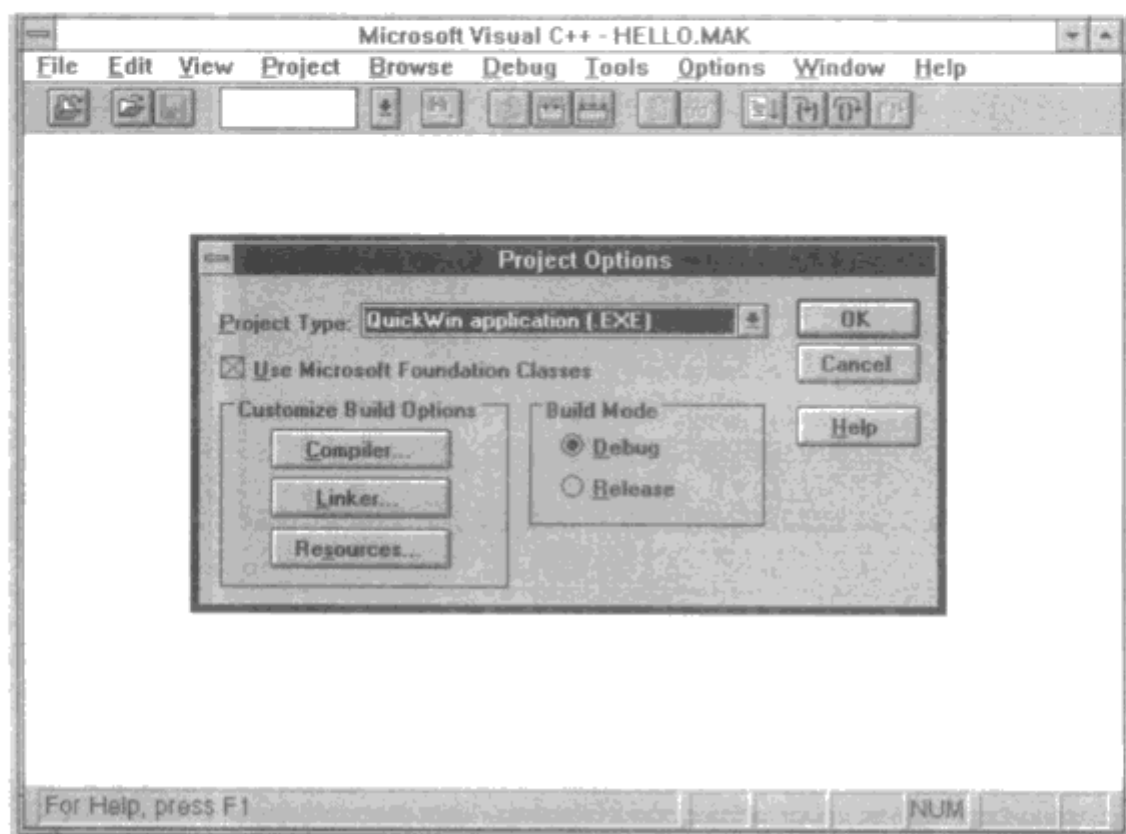 Microsoft Visual C++ - HELLO.MAK
File Edit View Project Browse Debug Tools Options Window Help
Project Options
Project Type: QuickWin application (.EXE) OK
Use Microsoft Foundation Classes Cancel
Customize Build Options Build Mode Help
Compiler... Debug
Linker... Release
Resources...
For Help, press F1 NUM